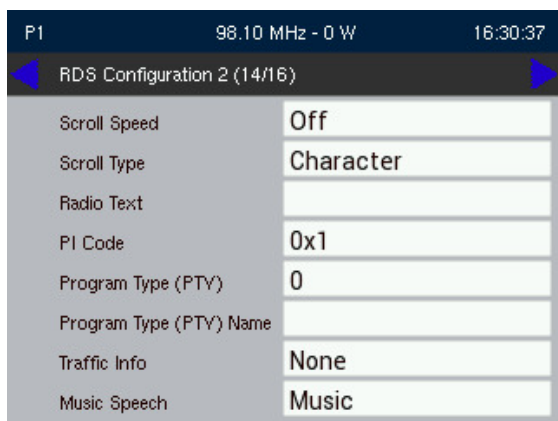 P1 98.10 MHz - 0 W 16:30:37
RDS Configuration 2 (14/16)
Scroll Speed Off
Scroll Type Character
Radio Text
PI Code 0x1
Program Type (PTY) 0
Program Type (PTY) Name
Traffic Info None
Music Speech Music